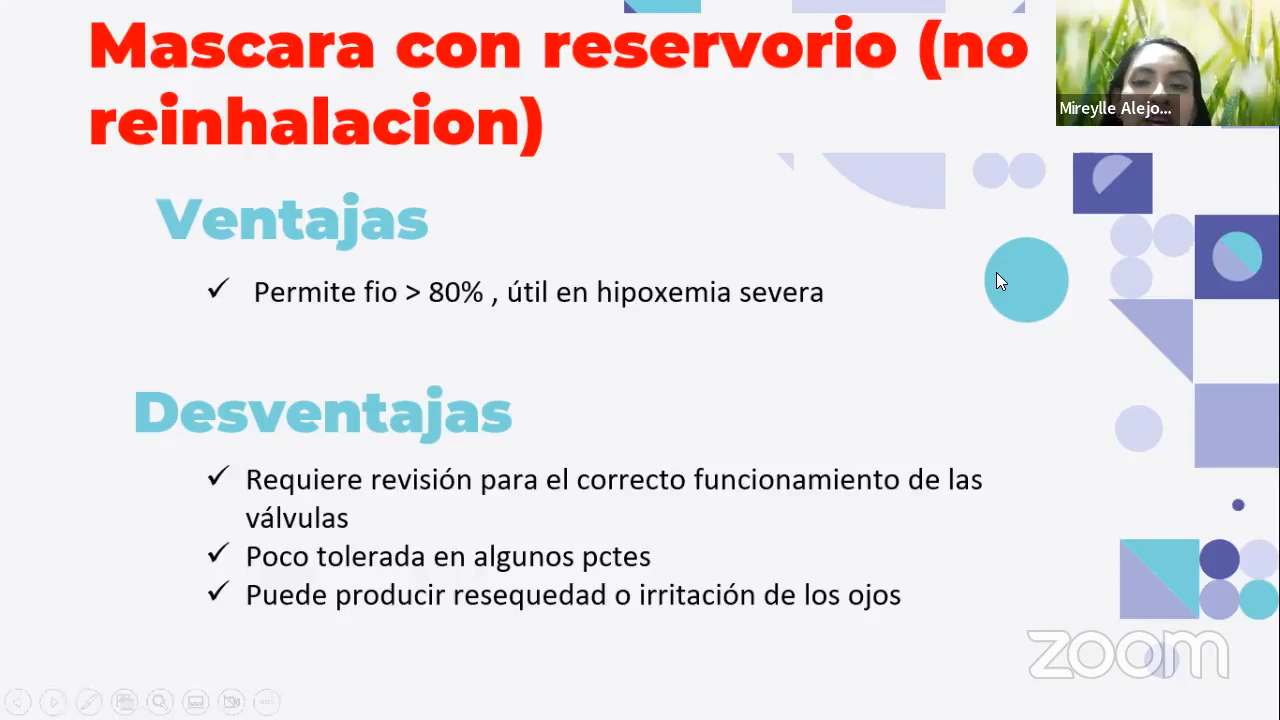 Mascara con reservorio (no
reinhalacion)
Mireylle Alejo...
Ventajas
✓ Permite fio > 80% , útil en hipoxemia severa
Desventajas
✓ Requiere revisión para el correcto funcionamiento de las
válvulas
✓ Poco tolerada en algunos pctes
✓ Puede producir resequedad o irritación de los ojos
zoom